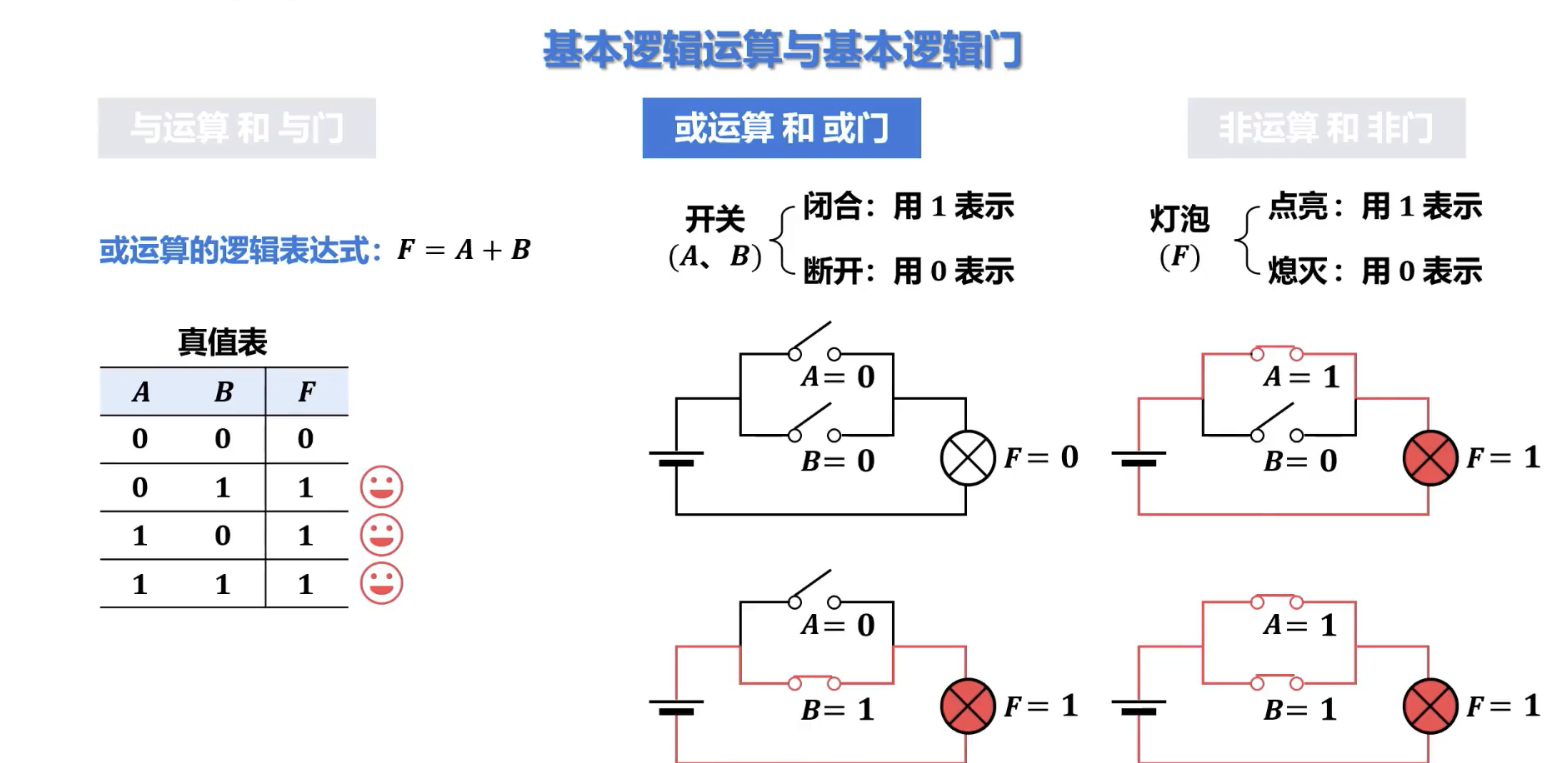 基本逻辑运算与基本逻辑门
与运算 和 与门
或运算 和 或门
非运算 和 非门
或运算的逻辑表达式：F = A + B
开关
(A、B)
闭合：用 1 表示
断开：用 0 表示
灯泡
(F)
点亮：用 1 表示
熄灭：用 0 表示
真值表
A B F
0 0 0
0 1 1
1 0 1
1 1 1
A= 0
B= 0
F= 0
A= 1
B= 0
F= 1
A= 0
B= 1
F= 1
A= 1
B= 1
F= 1